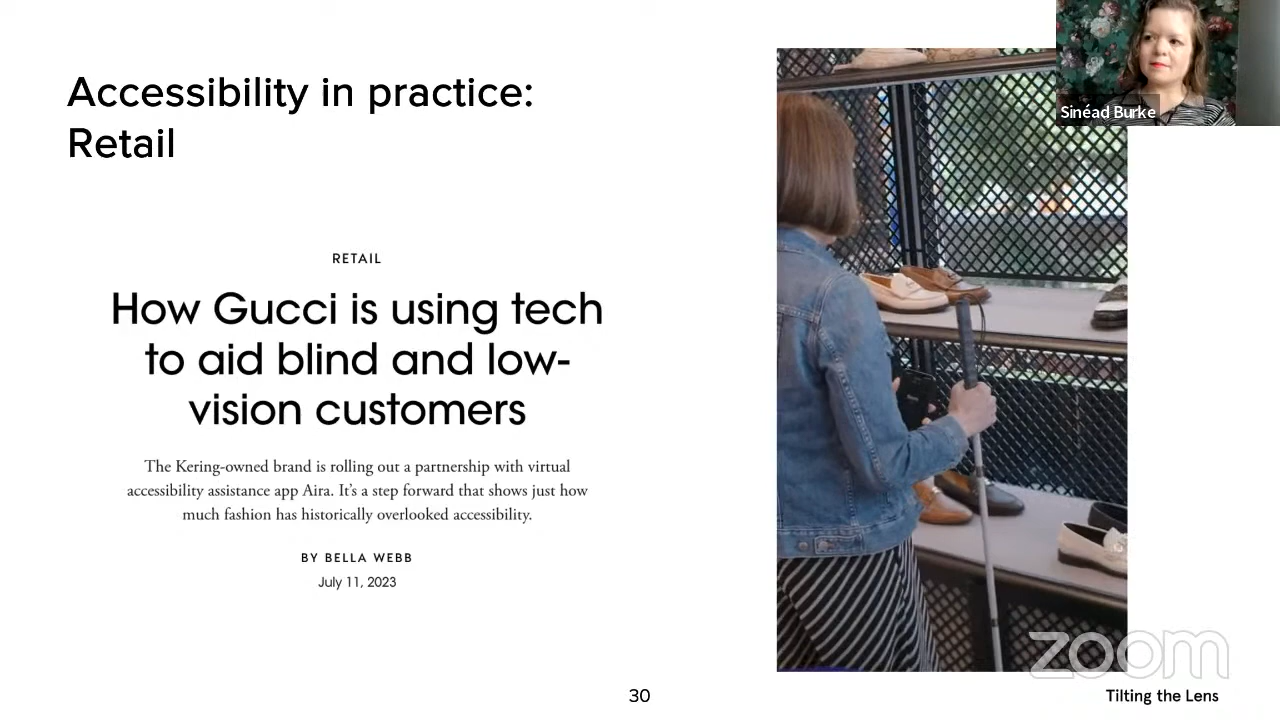 Accessibility in practice:
Retail
Sinéad Burke
RETAIL
How Gucci is using tech
to aid blind and low-
vision customers
The Kering-owned brand is rolling out a partnership with virtual
accessibility assistance app Aira. It’s a step forward that shows just how
much fashion has historically overlooked accessibility.
BY BELLA WEBB
July 11, 2023
zoom
30
Tilting the Lens